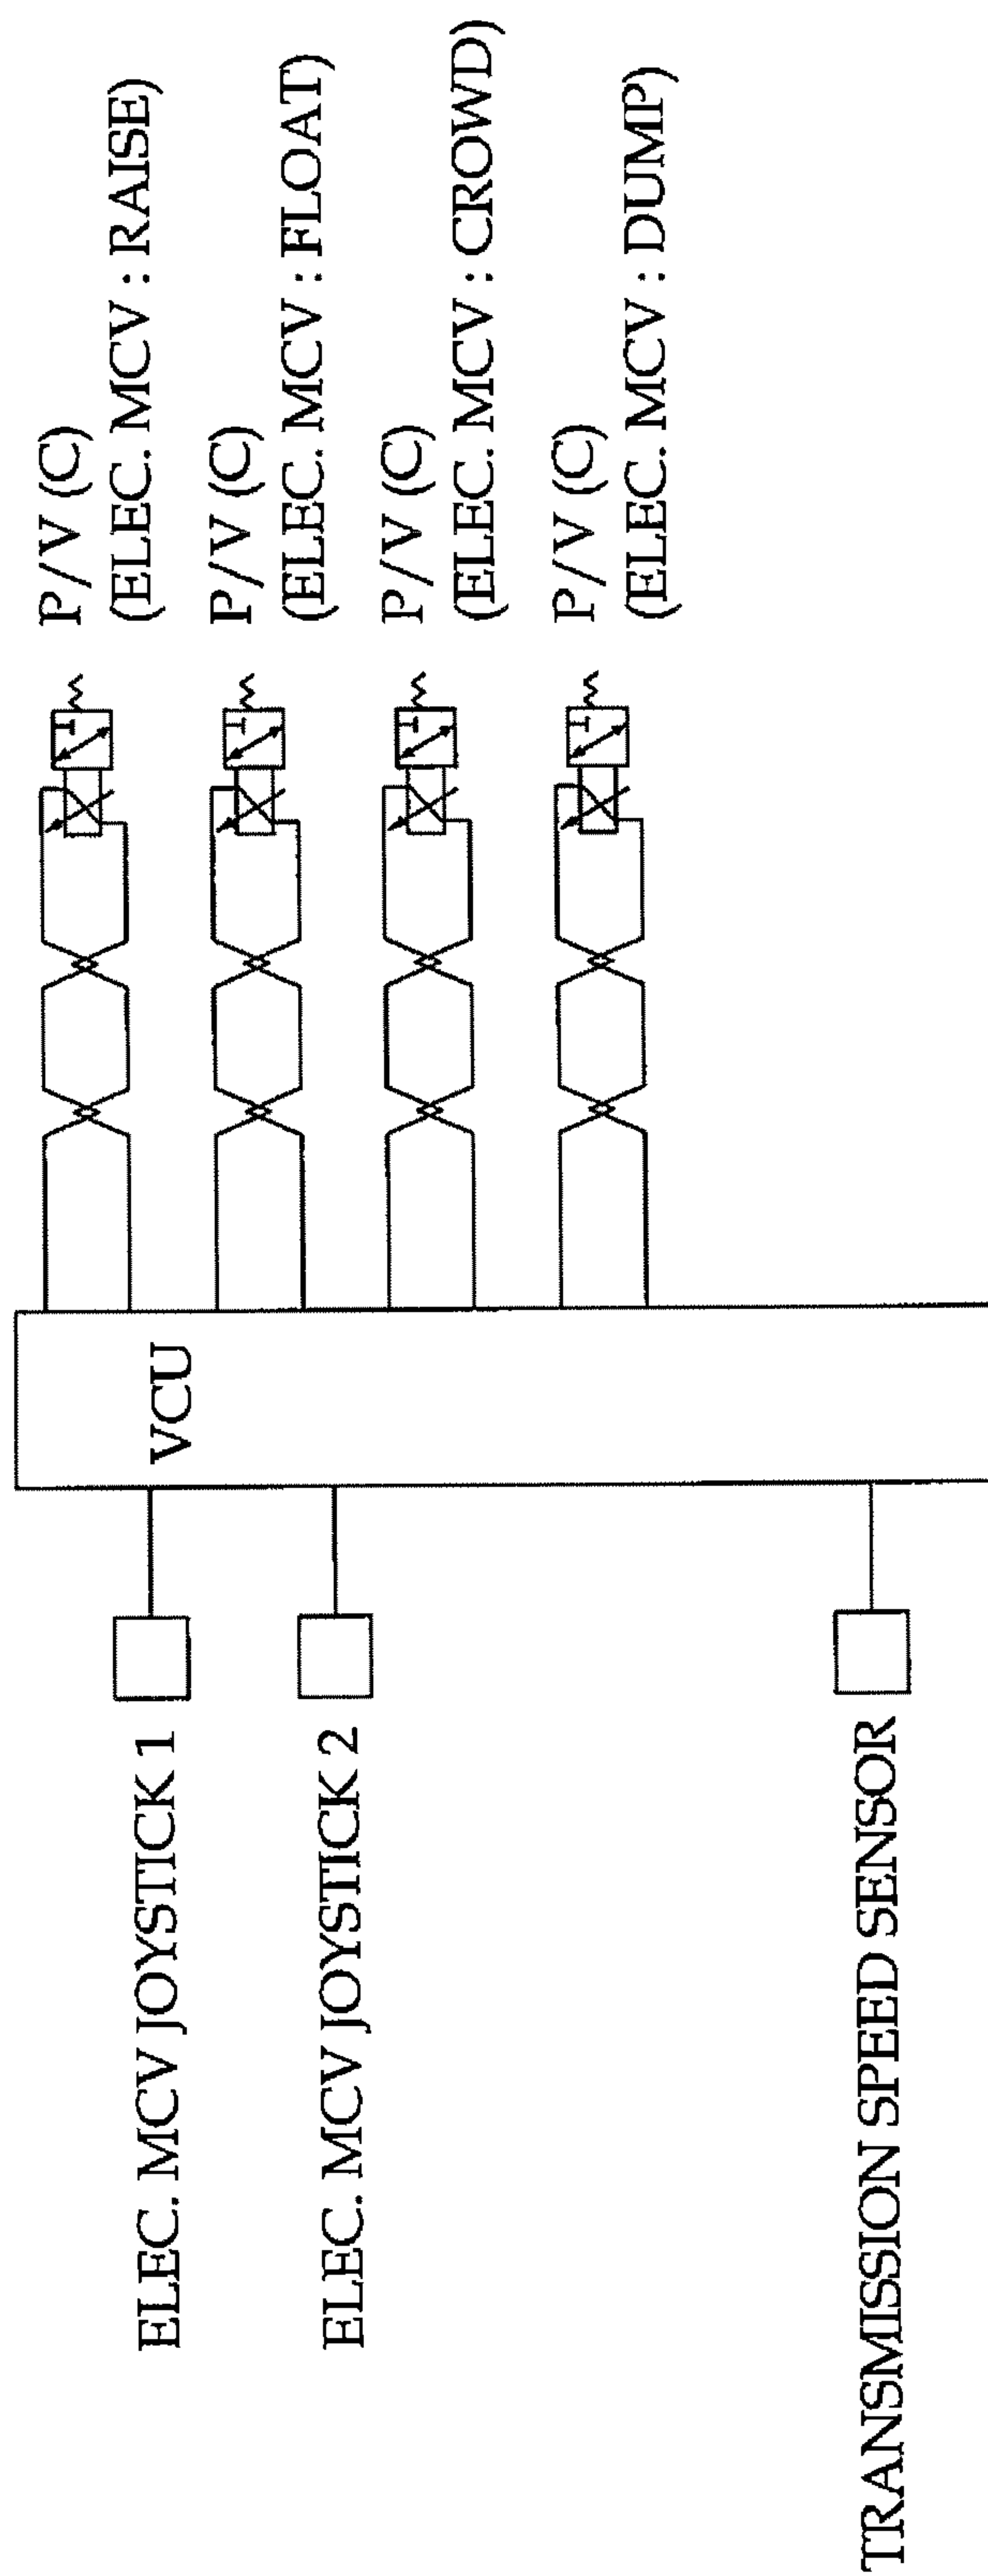 ELEC. MCV JOYSTICK 1
ELEC. MCV JOYSTICK 2
TRANSMISSION SPEED SENSOR
VCU
P/V (C)
(ELEC. MCV : RAISE)
P/V (C)
(ELEC. MCV : FLOAT)
P/V (C)
(ELEC. MCV : CROWD)
P/V (C)
(ELEC. MCV : DUMP)